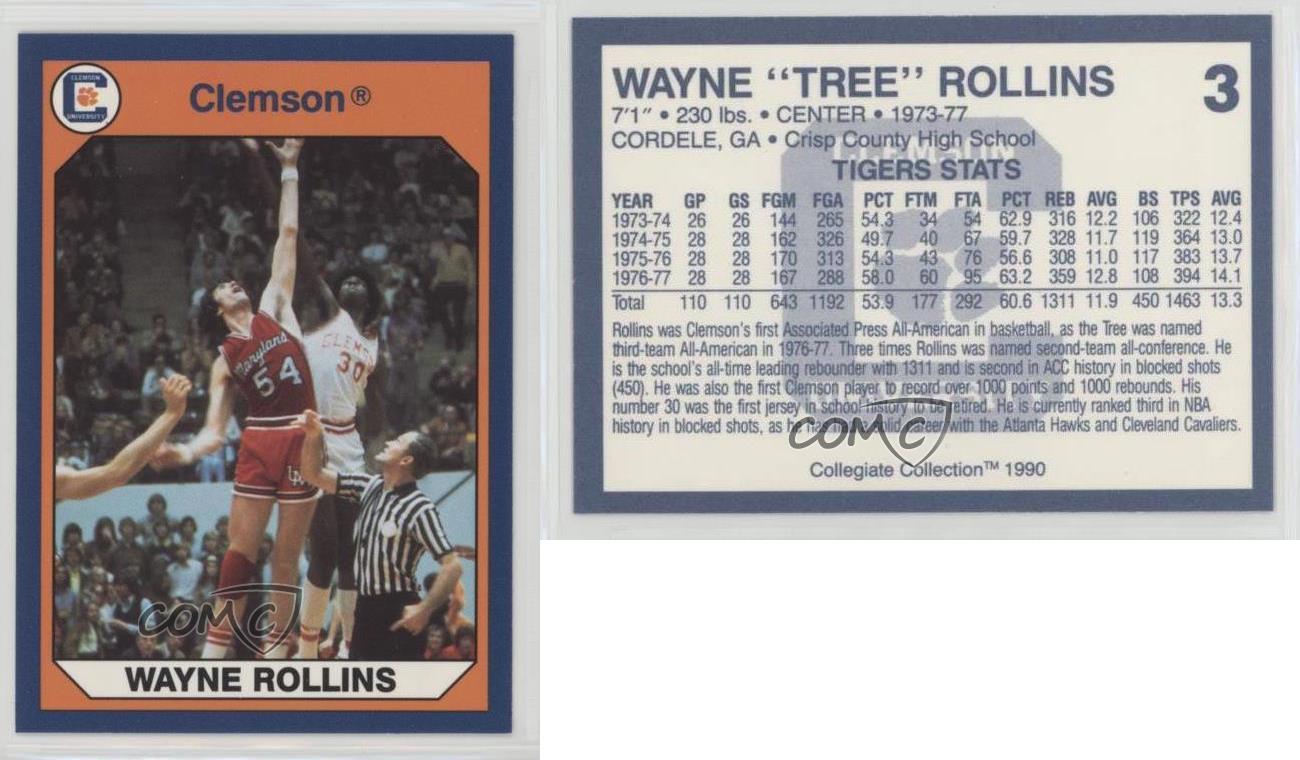 CLEMSON
UNIVERSITY
Clemson®
Maryland
54
CLEMSON
30
COMC
WAYNE ROLLINS
WAYNE “TREE” ROLLINS 3
7'1" • 230 lbs. • CENTER • 1973-77
CORDELE, GA • Crisp County High School
TIGERS STATS
YEAR GP GS FGM FGA PCT FTM FTA PCT REB AVG BS TPS AVG
1973-74 26 26 144 265 54.3 34 54 62.9 316 12.2 106 322 12.4
1974-75 28 28 162 326 49.7 40 67 59.7 328 11.7 119 364 13.0
1975-76 28 28 170 313 54.3 43 76 56.6 308 11.0 117 383 13.7
1976-77 28 28 167 288 58.0 60 95 63.2 359 12.8 108 394 14.1
Total 110 110 643 1192 53.9 177 292 60.6 1311 11.9 450 1463 13.3
Rollins was Clemson's first Associated Press All-American in basketball, as the Tree was named
third-team All-American in 1976-77. Three times Rollins was named second-team all-conference. He
is the school's all-time leading rebounder with 1311 and is second in ACC history in blocked shots
(450). He was also the first Clemson player to record over 1000 points and 1000 rebounds. His
number 30 was the first jersey in school history to be retired. He is currently ranked third in NBA
history in blocked shots, as he has had a solid career with the Atlanta Hawks and Cleveland Cavaliers.
COMC
Collegiate Collection™ 1990